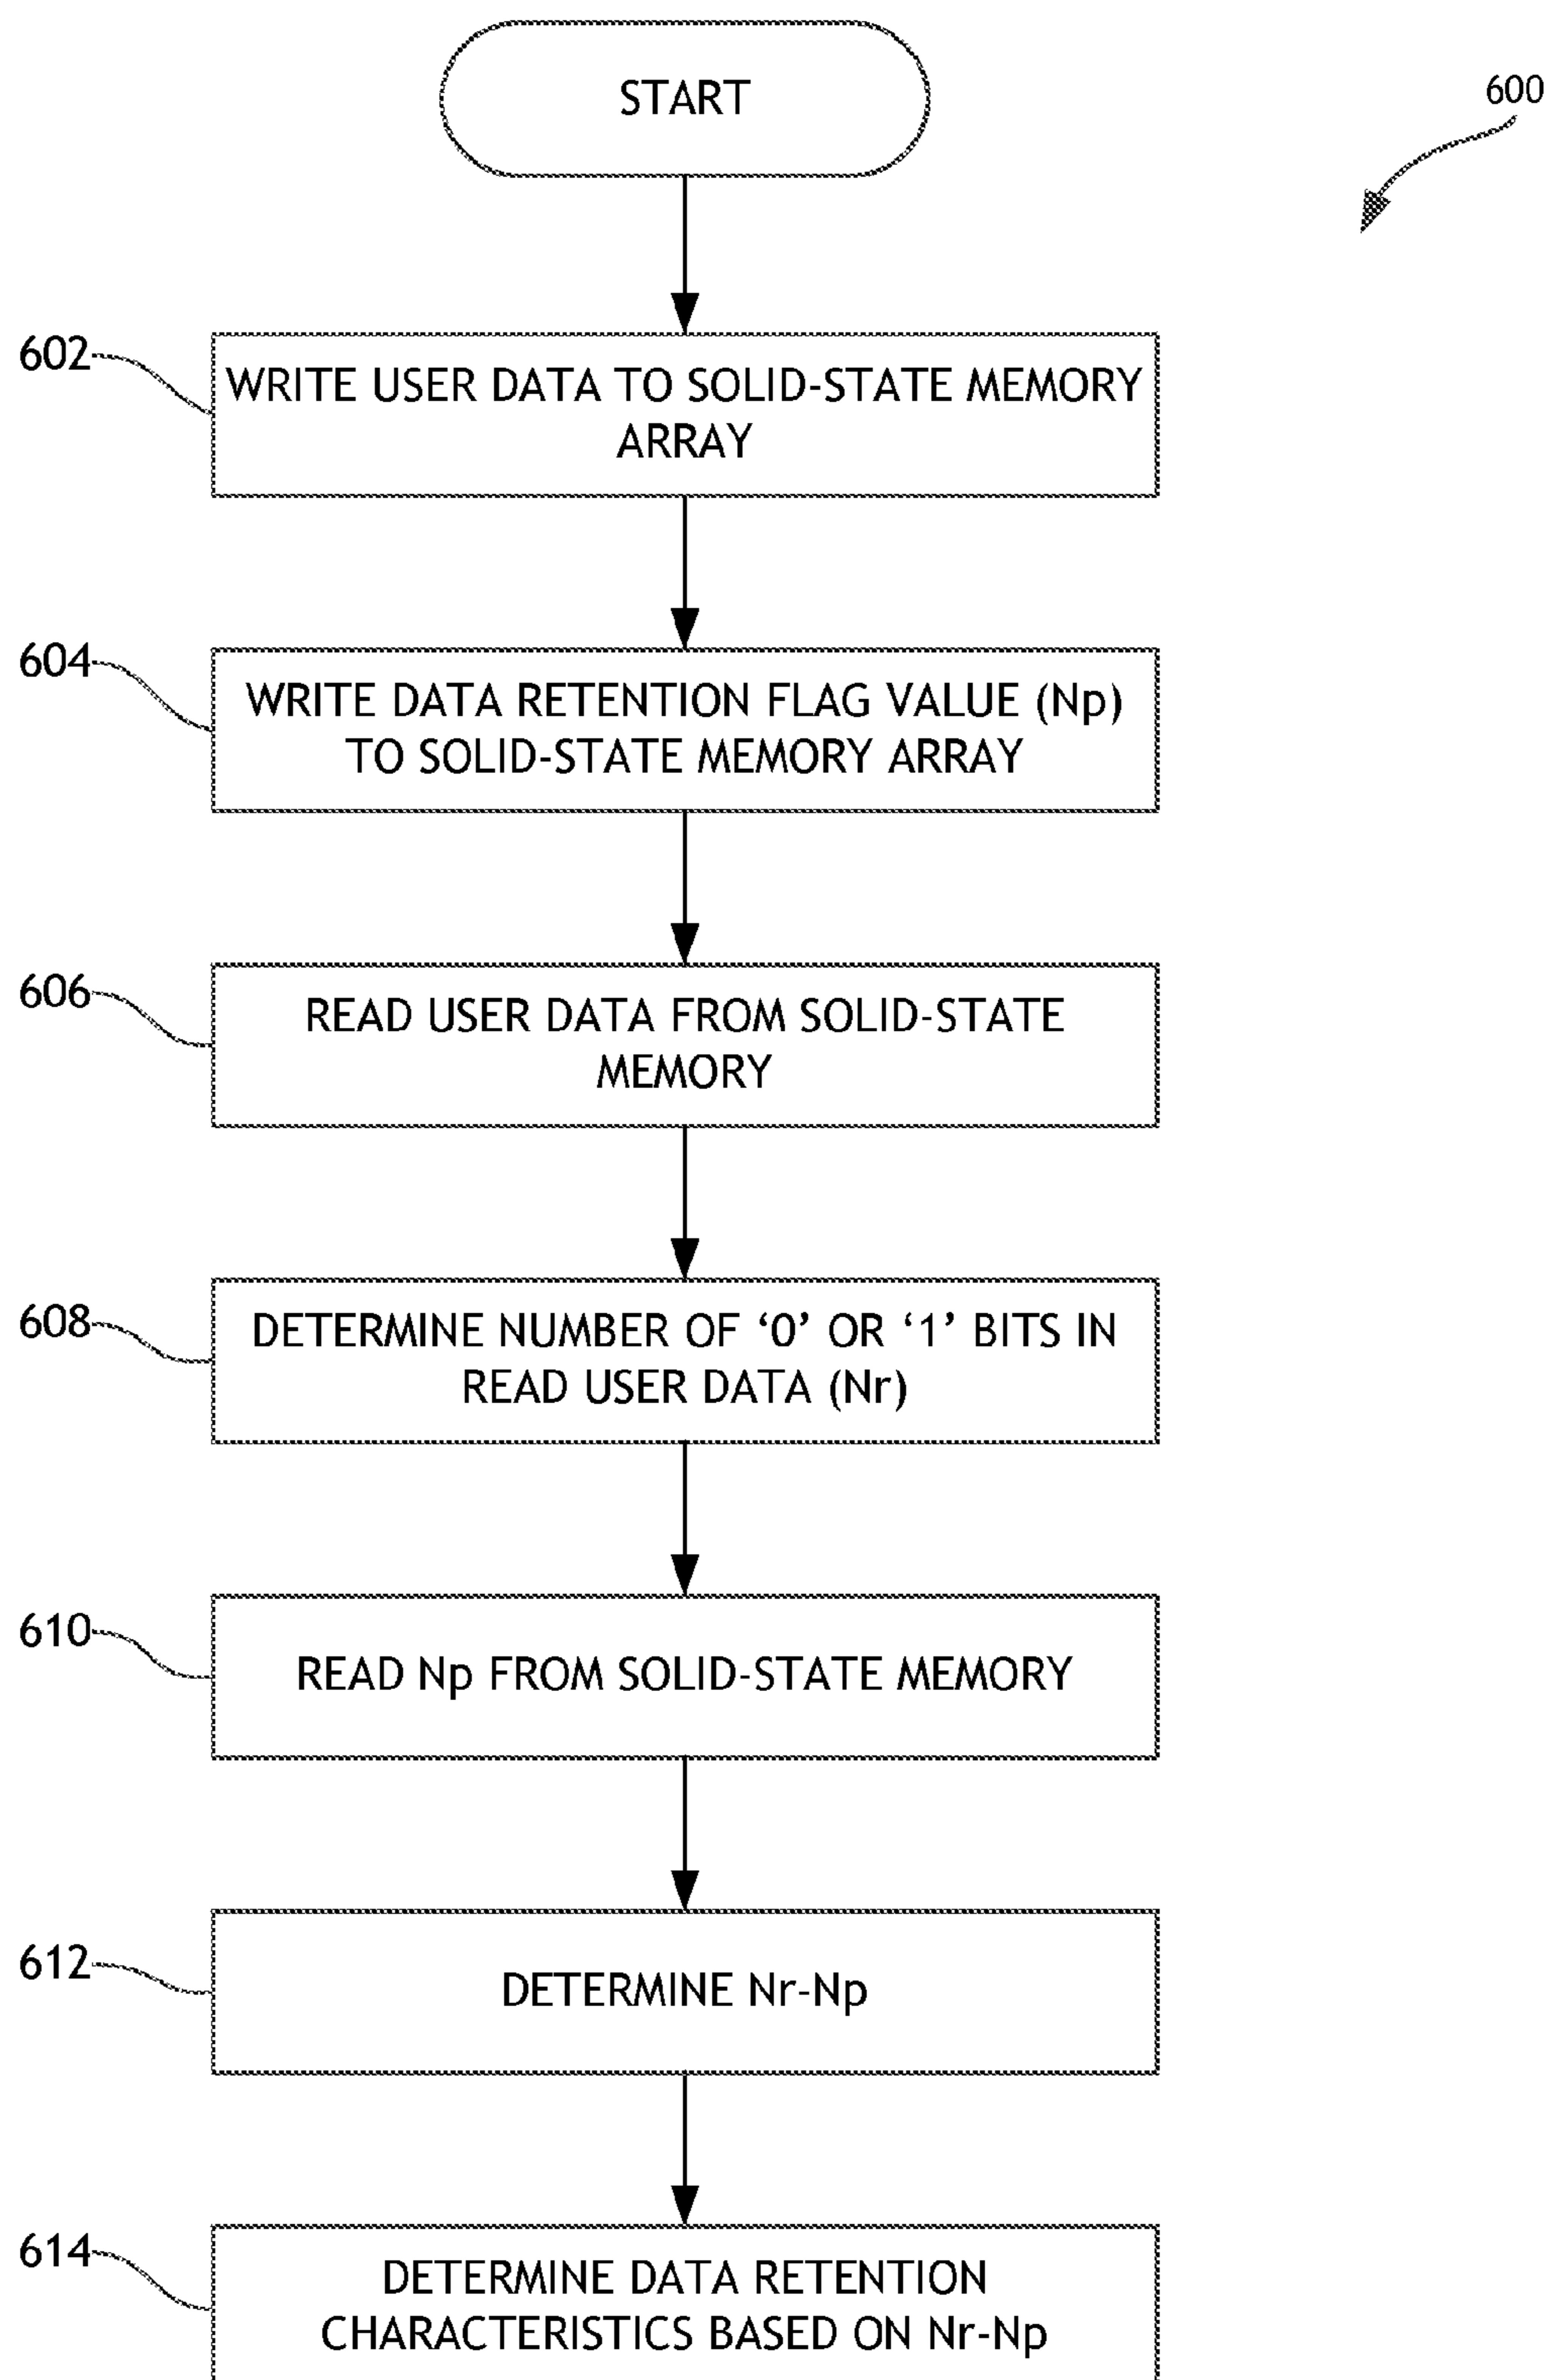 START
600
602
WRITE USER DATA TO SOLID-STATE MEMORY
ARRAY
604
WRITE DATA RETENTION FLAG VALUE (Np)
TO SOLID-STATE MEMORY ARRAY
606
READ USER DATA FROM SOLID-STATE
MEMORY
608
DETERMINE NUMBER OF ‘0’ OR ‘1’ BITS IN
READ USER DATA (Nr)
610
READ Np FROM SOLID-STATE MEMORY
612
DETERMINE Nr-Np
614
DETERMINE DATA RETENTION
CHARACTERISTICS BASED ON Nr-Np